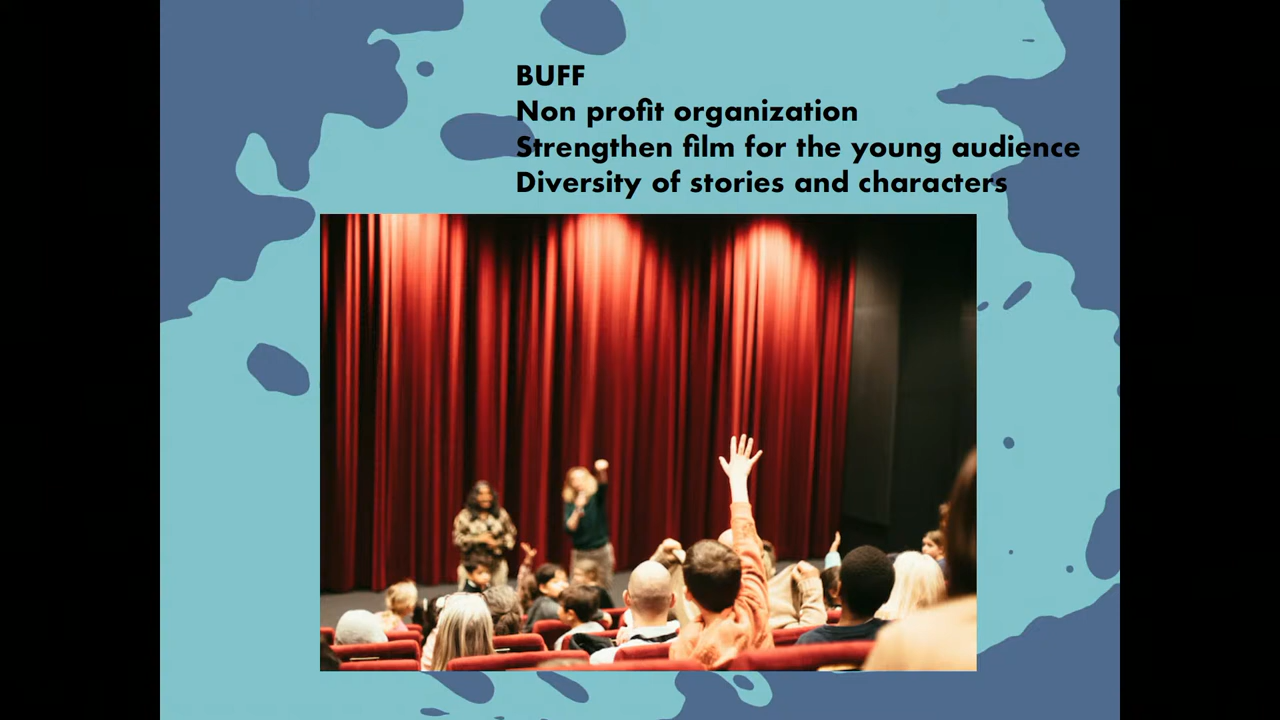 BUFF
Non profit organization
Strengthen film for the young audience
Diversity of stories and characters